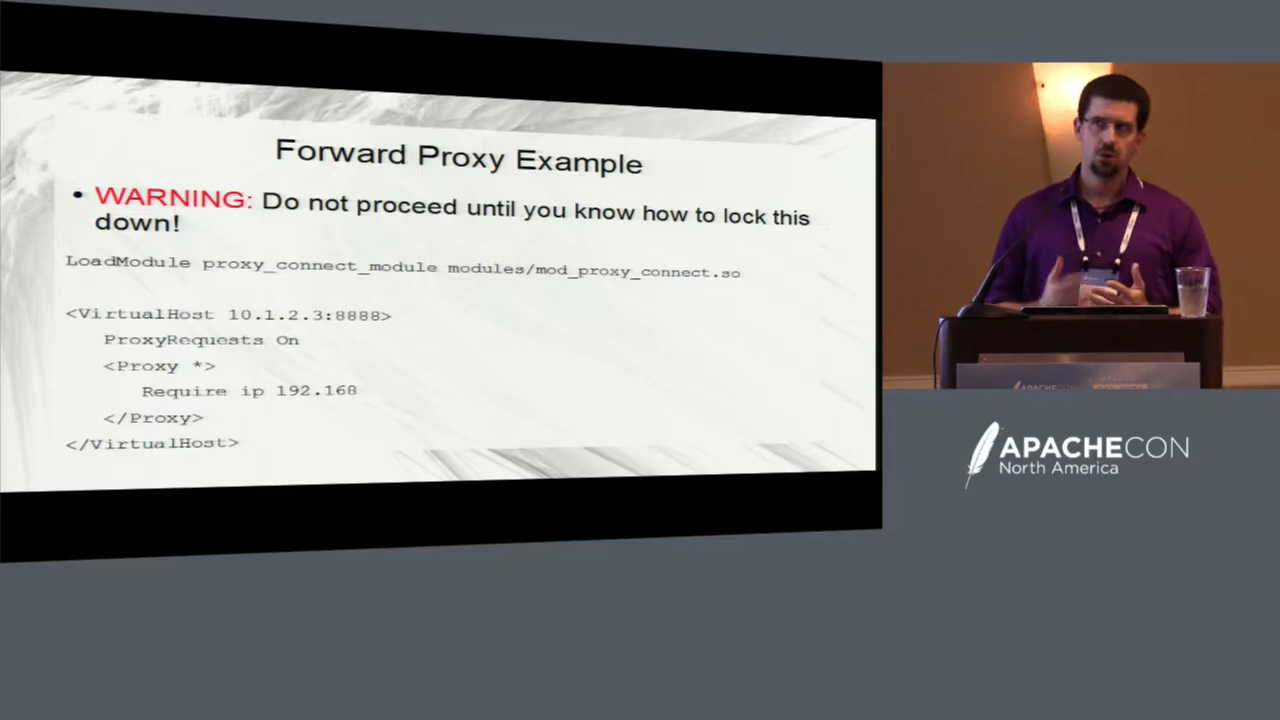 Forward Proxy Example
• WARNING: Do not proceed until you know how to lock this
down!
LoadModule proxy_connect_module modules/mod_proxy_connect.so
<VirtualHost 10.1.2.3:8888>
ProxyRequests On
<Proxy *>
Require ip 192.168
</Proxy>
</VirtualHost>
APACHECON
APACHECON
North America